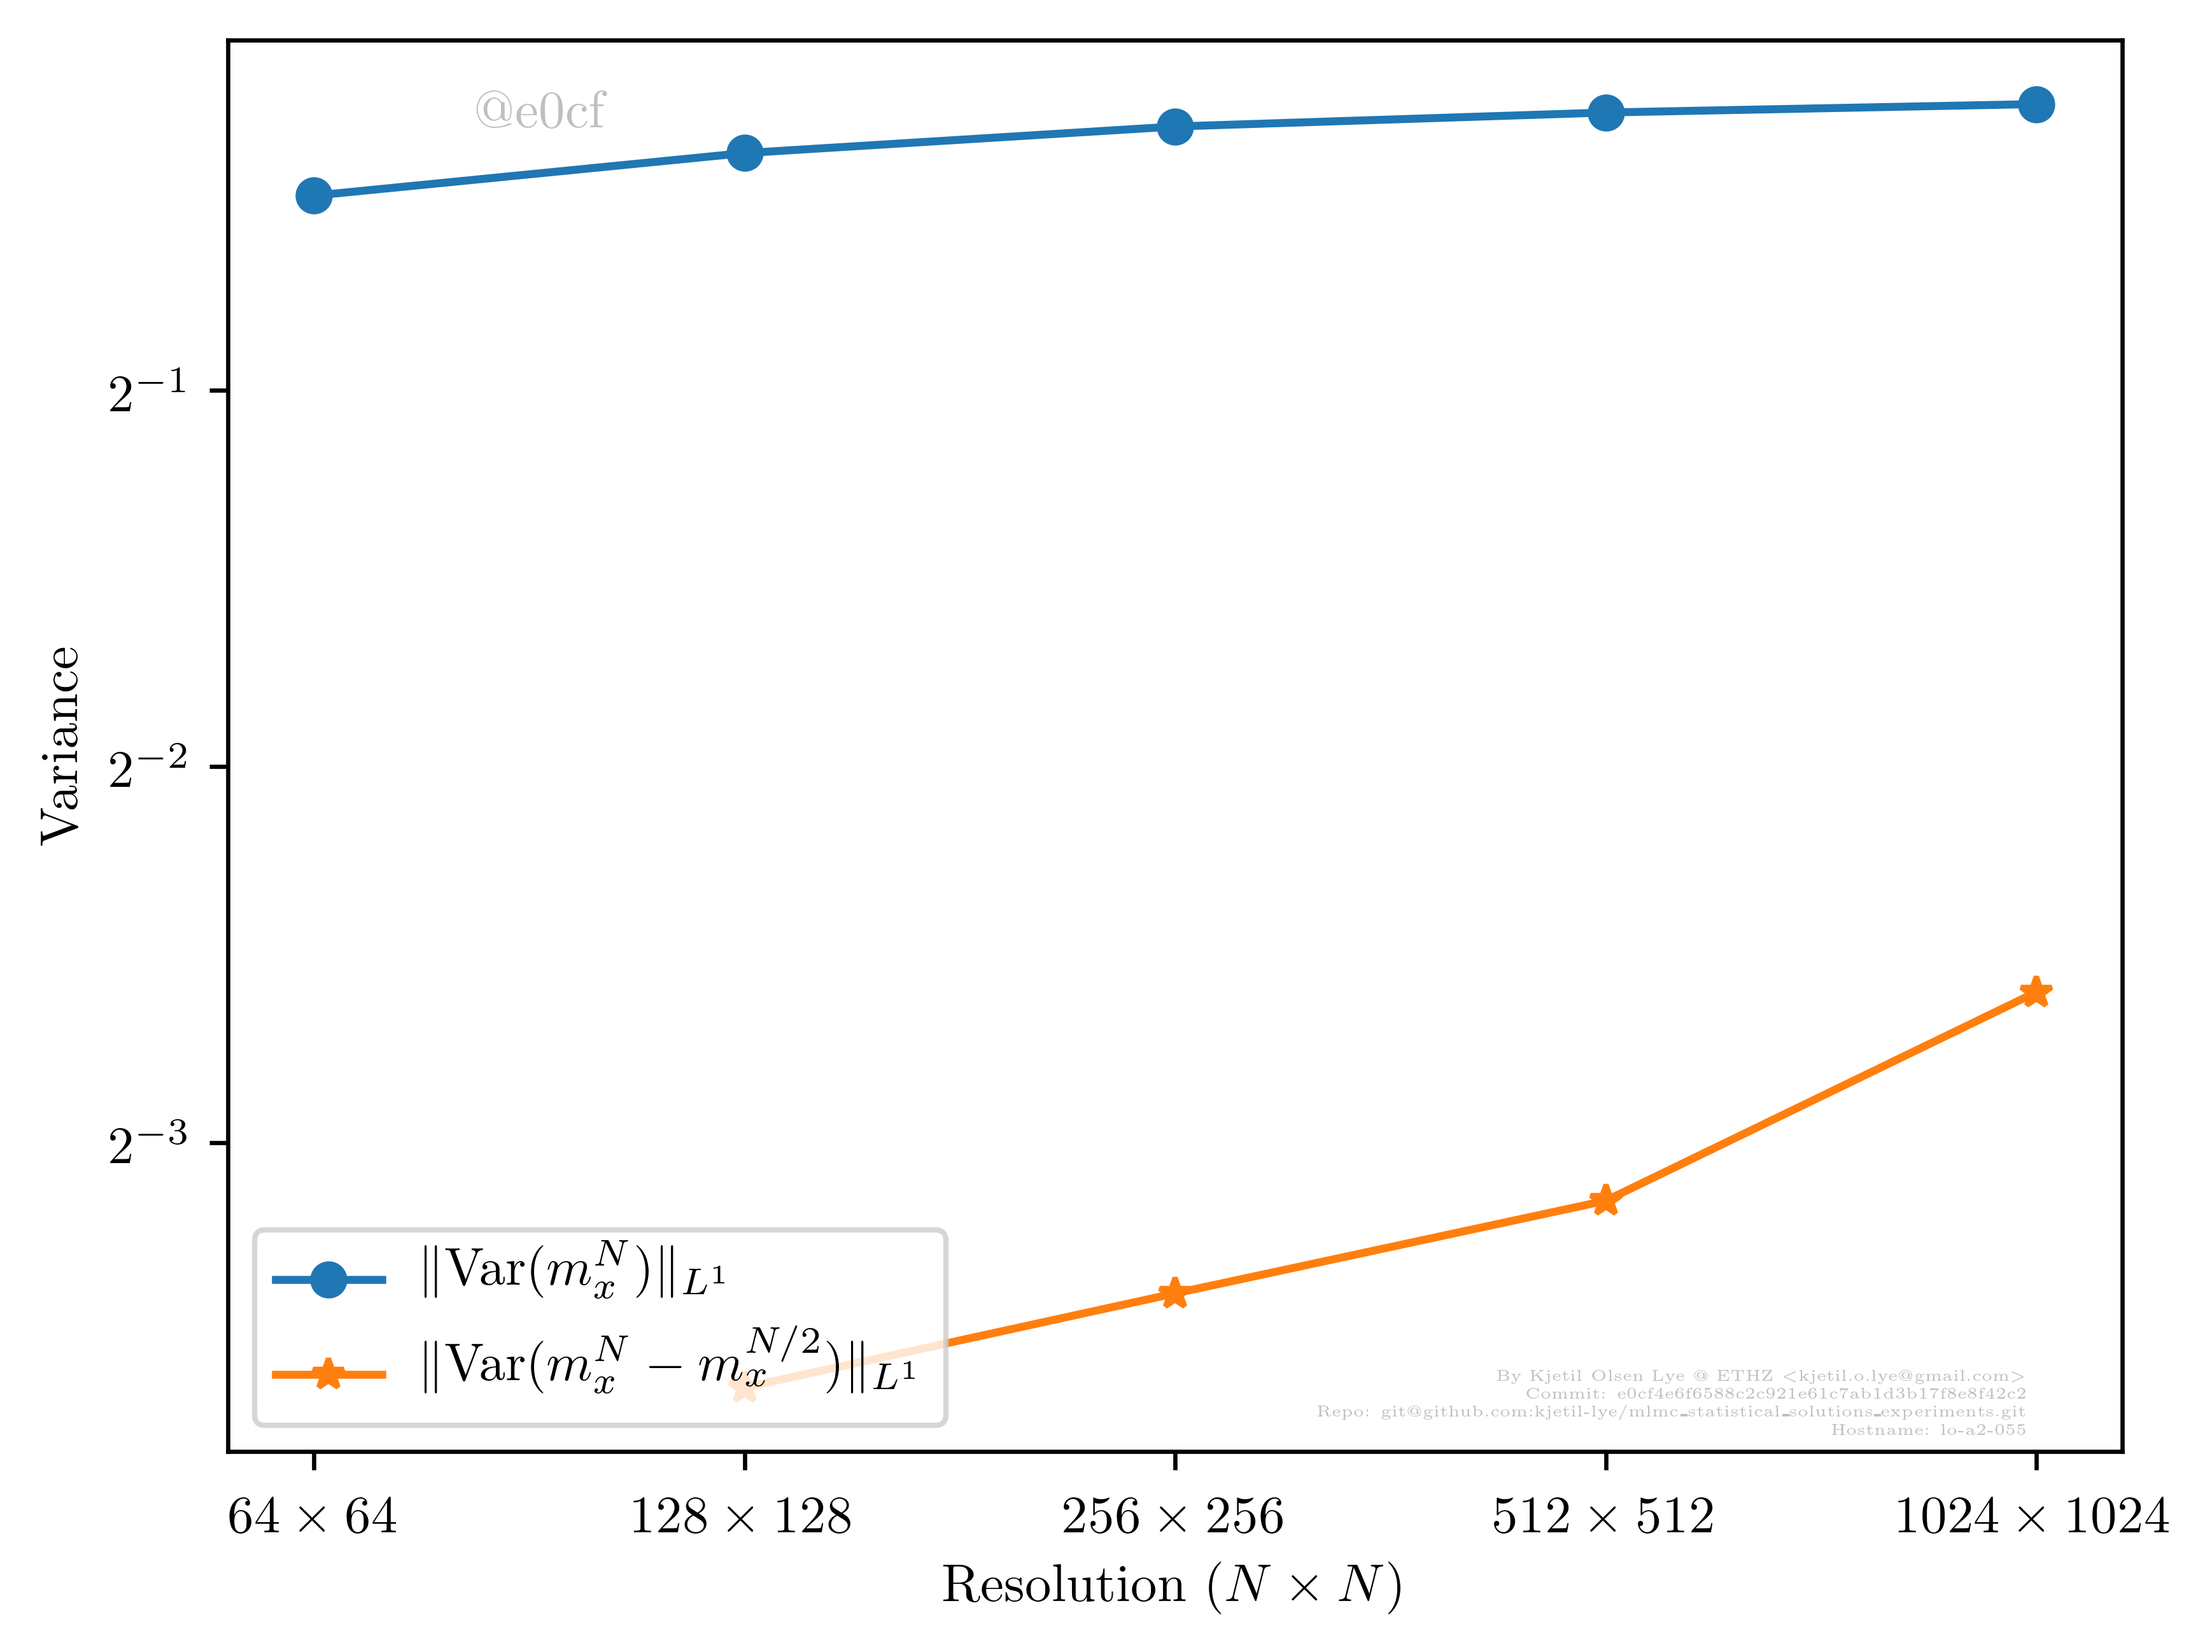 @e0cf
2⁻¹
2⁻²
2⁻³
Variance
‖Var(m_x^N)‖_{L^1}
‖Var(m_x^N − m_x^{N/2})‖_{L^1}
By Kjetil Olsen Lye @ ETHZ <kjetil.o.lye@gmail.com>
Commit: e0cf4e6f6588c2c921e61c7ab1d3b17f8e8f42c2
Repo: git@github.com:kjetil-lye/mlmc_statistical_solutions_experiments.git
Hostname: lo-a2-055
64 × 64 128 × 128 256 × 256 512 × 512 1024 × 1024
Resolution (N × N)